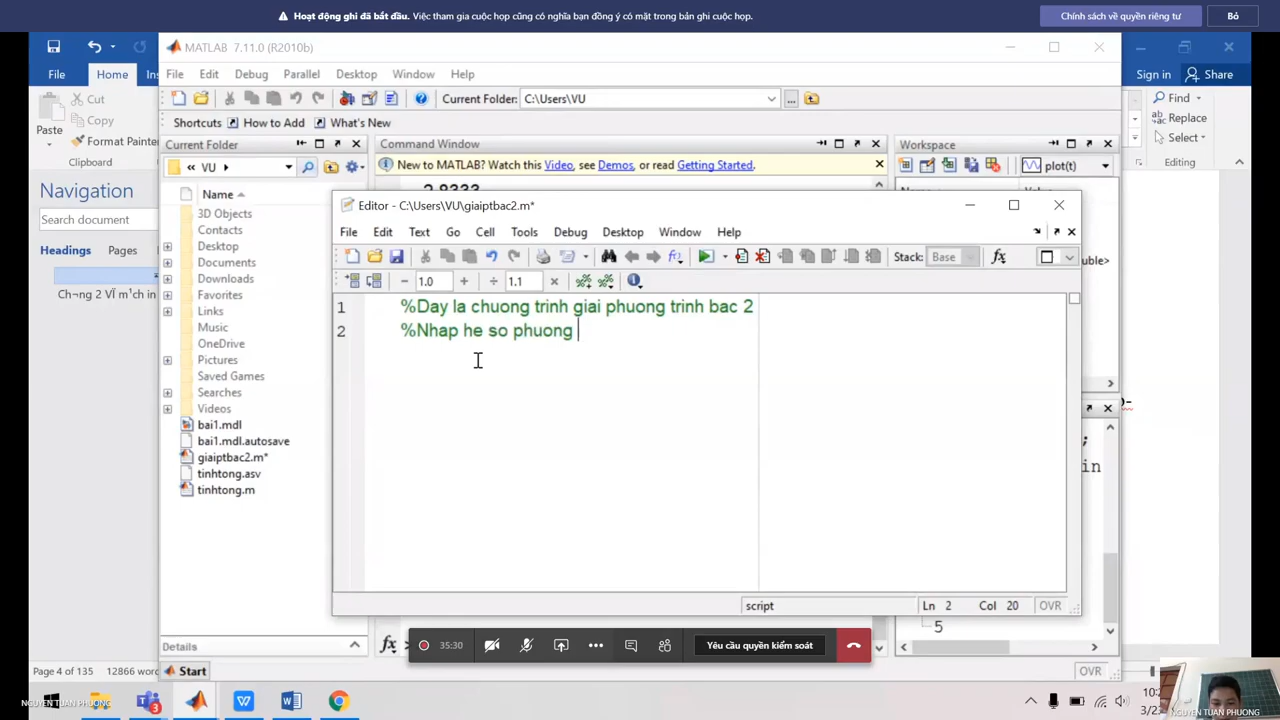 Hoạt động ghi đã bắt đầu. Việc tham gia cuộc họp cũng có nghĩa bạn đồng ý có mặt trong bản ghi cuộc họp.
Chính sách về quyền riêng tư
Bỏ
MATLAB 7.11.0 (R2010b)
File
Home
Sign in
Share
File Edit Debug Parallel Desktop Window Help
Cut
Copy
Format Painter
Paste
Clipboard
Current Folder: C:\Users\VU
Find
Replace
Select
Editing
Shortcuts How to Add What's New
Current Folder
Command Window
Workspace
« VU
New to MATLAB? Watch this Video, see Demos, or read Getting Started.
plot(t)
Navigation
Search document
Headings Pages
Name
3D Objects
Contacts
Desktop
Documents
Downloads
Favorites
Links
Music
OneDrive
Pictures
Saved Games
Searches
Videos
bai1.mdl
bai1.mdl.autosave
giaiptbac2.m*
tinhtong.asv
tinhtong.m
Details
Editor - C:\Users\VU\giaiptbac2.m*
File Edit Text Go Cell Tools Debug Desktop Window Help
Stack: Base
fx
− 1.0 + ÷ 1.1 ×
1 %Day la chuong trinh giai phuong trinh bac 2
2 %Nhap he so phuong
script
Ln 2 Col 20 OVR
fx
5
35:30
Yêu cầu quyền kiểm soát
Start
OVR
Page 4 of 135
NGUYEN TUAN PHUONG
3
NGUYEN TUAN PHUONG